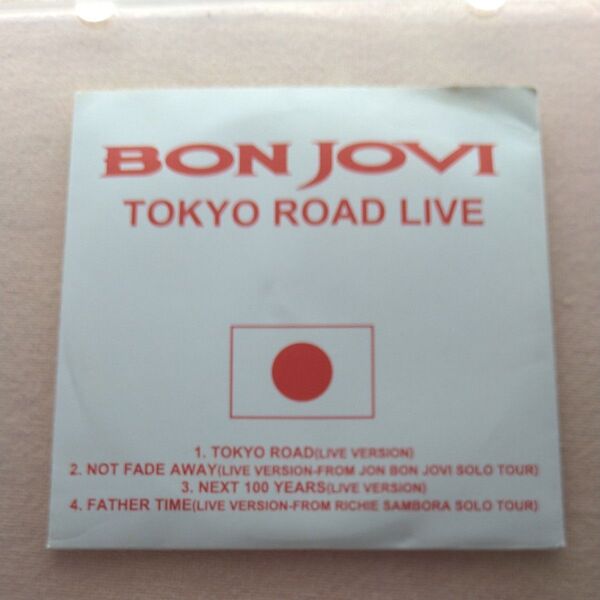 BON JOVI
TOKYO ROAD LIVE
1. TOKYO ROAD(LIVE VERSION)
2. NOT FADE AWAY(LIVE VERSION-FROM JON BON JOVI SOLO TOUR)
3. NEXT 100 YEARS(LIVE VERSION)
4. FATHER TIME(LIVE VERSION-FROM RICHIE SAMBORA SOLO TOUR)